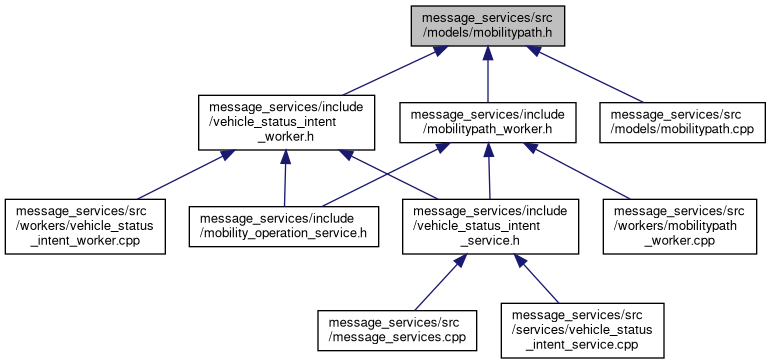 message_services/src
/models/mobilitypath.h
message_services/include
/vehicle_status_intent
_worker.h
message_services/include
/mobilitypath_worker.h
message_services/src
/models/mobilitypath.cpp
message_services/src
/workers/vehicle_status
_intent_worker.cpp
message_services/include
/mobility_operation_service.h
message_services/include
/vehicle_status_intent
_service.h
message_services/src
/workers/mobilitypath
_worker.cpp
message_services/src
/message_services.cpp
message_services/src
/services/vehicle_status
_intent_service.cpp